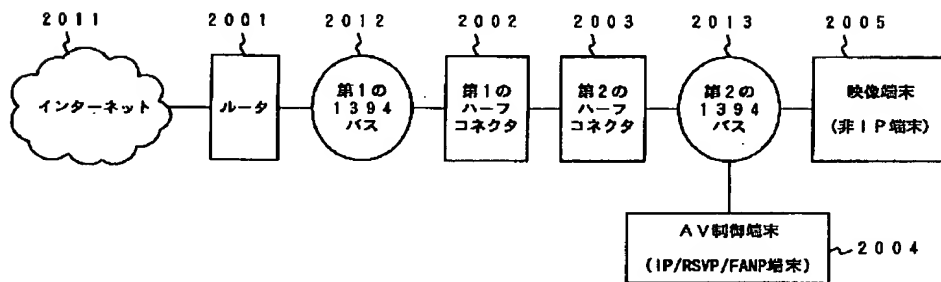 2011
2001
2012
2002
2003
2013
2005
インターネット
ルータ
第1の
1394
バス
第1の
ハーフ
コネクタ
第2の
ハーフ
コネクタ
第2の
1394
バス
映像端末
(非IP端末)
AV制御端末
(IP/RSVP/FANP端末)
2004